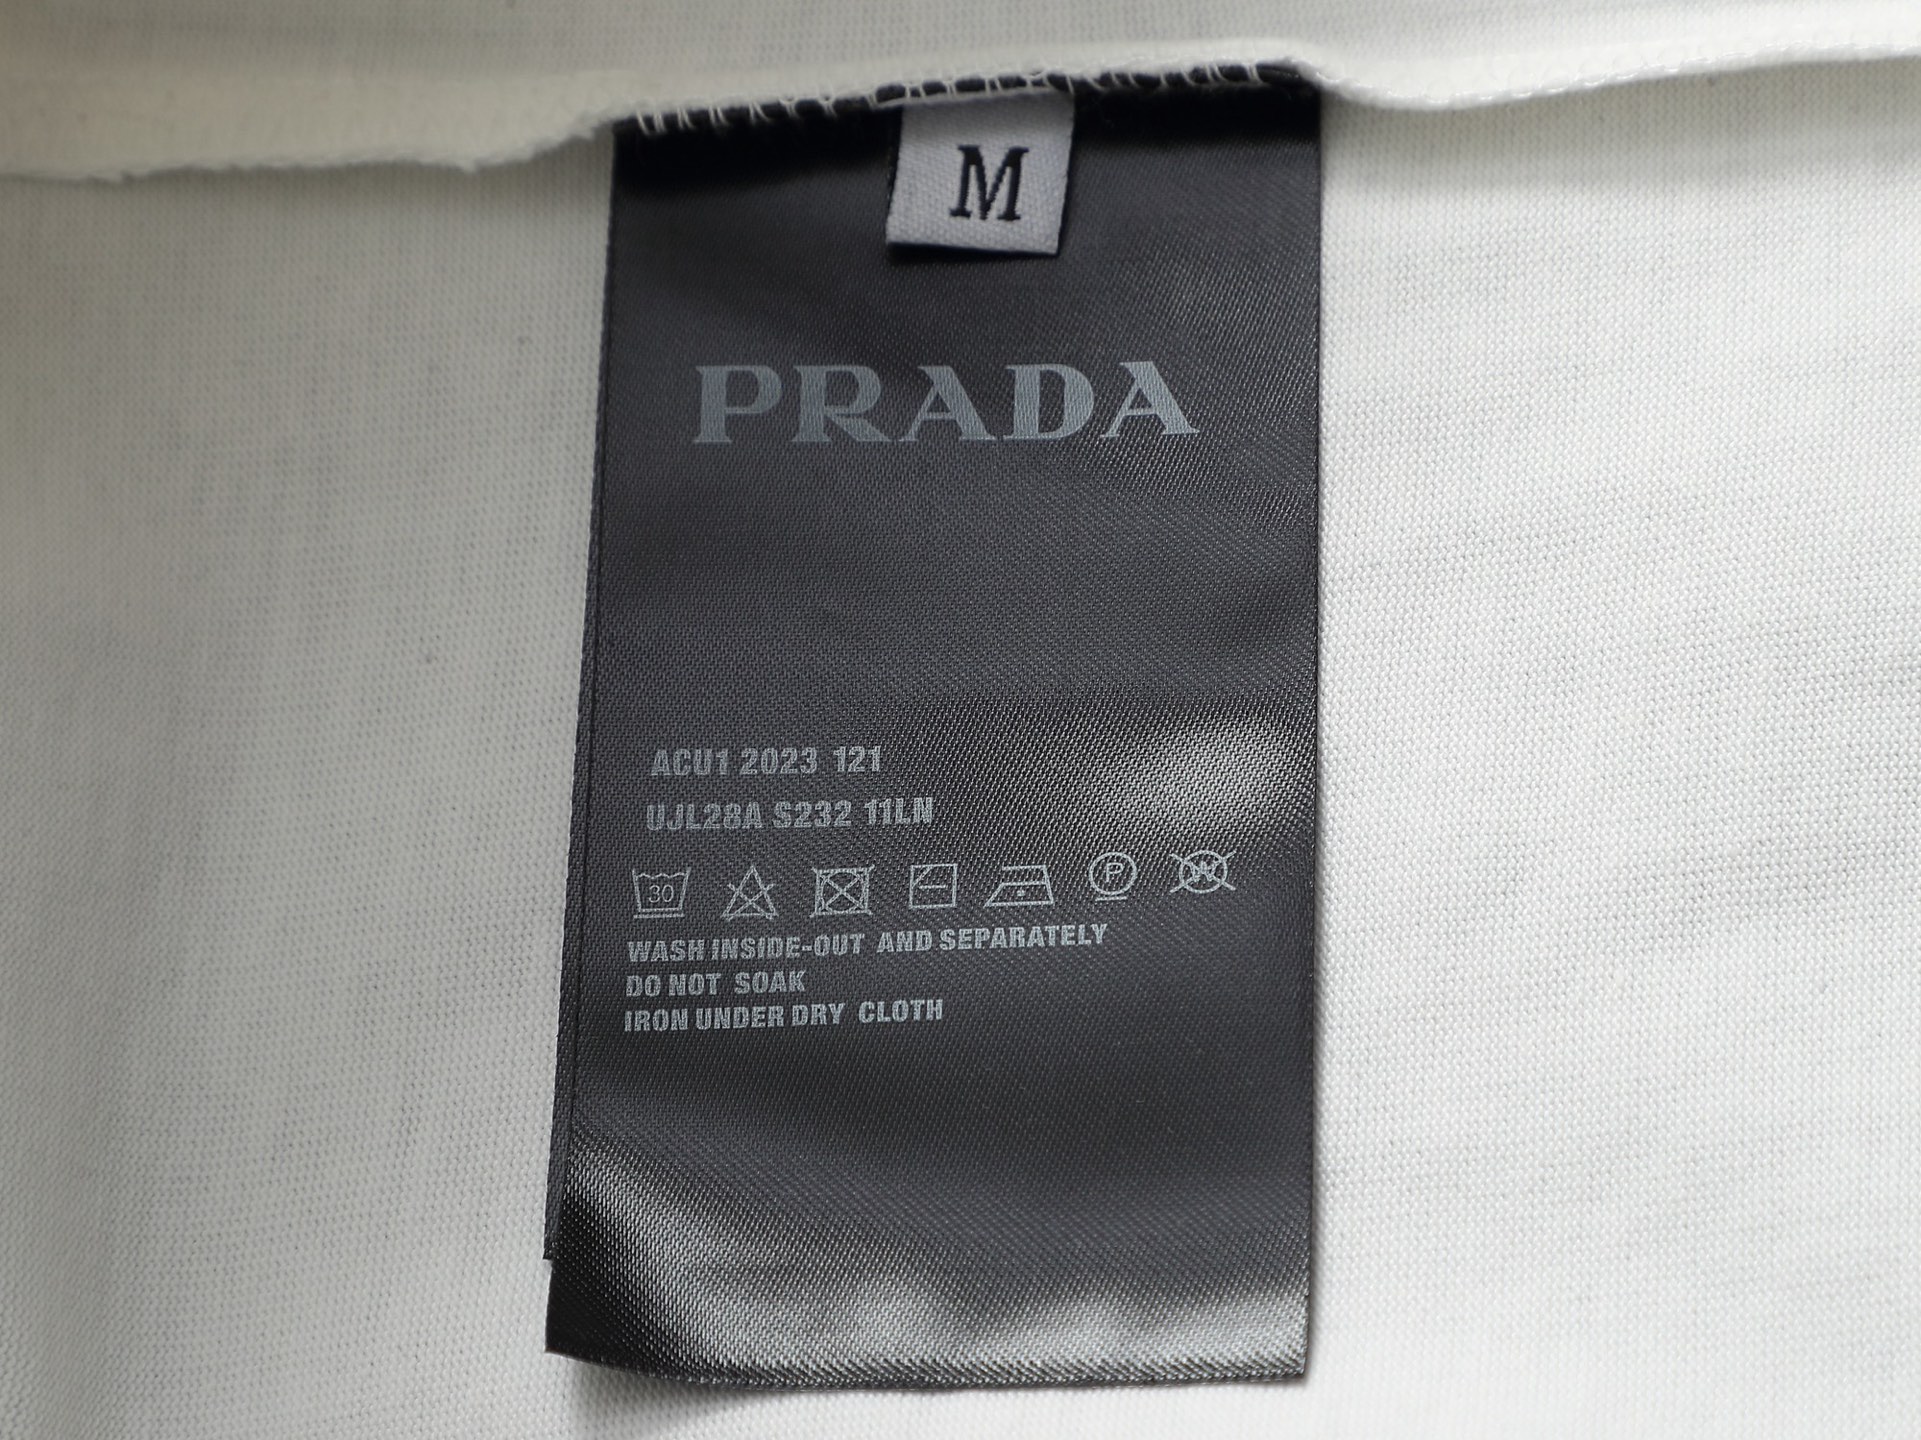 M
PRADA
ACU1 2023 121
UJL28A S232 11LN
30 P W
WASH INSIDE-OUT AND SEPARATELY
DO NOT SOAK
IRON UNDER DRY CLOTH